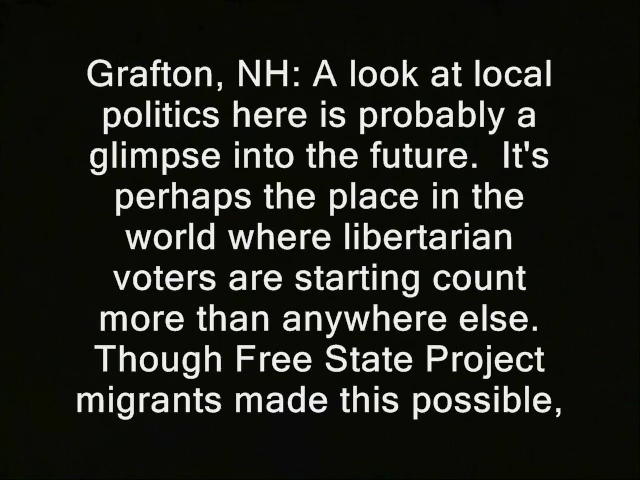 Grafton, NH: A look at local
politics here is probably a
glimpse into the future.  It's
perhaps the place in the
world where libertarian
voters are starting count
more than anywhere else.
Though Free State Project
migrants made this possible,